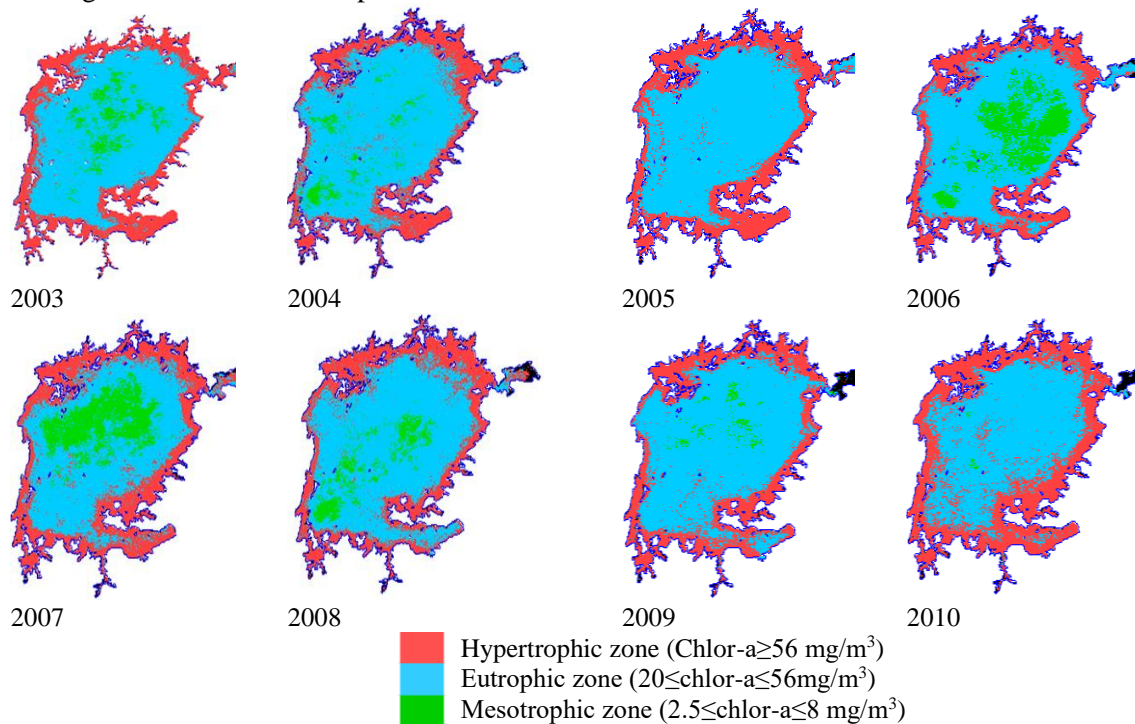 2003 2004 2005 2006
2007 2008 2009 2010
Hypertrophic zone (Chlor-a≥56 mg/m³)
Eutrophic zone (20≤chlor-a≤56mg/m³)
Mesotrophic zone (2.5≤chlor-a≤8 mg/m³)